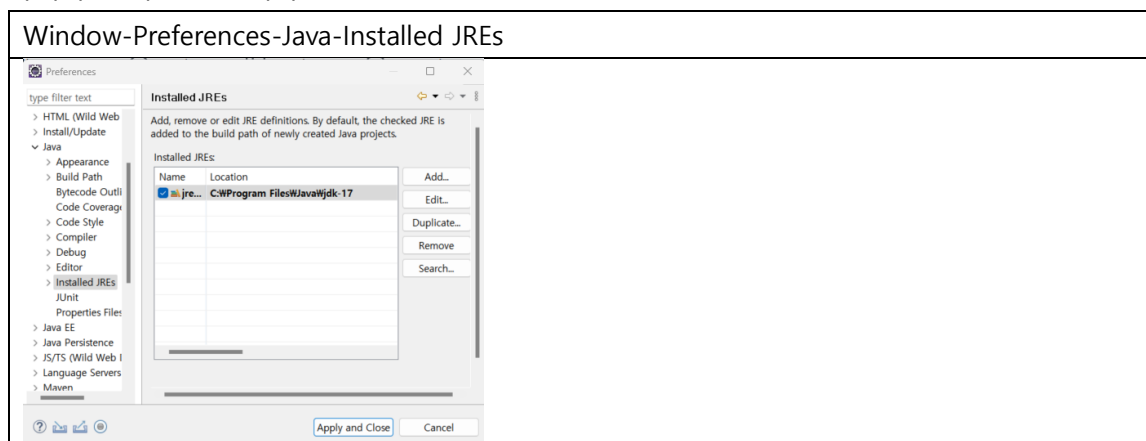 Window-Preferences-Java-Installed JREs
Preferences
type filter text
Installed JREs
> HTML (Wild Web
> Install/Update
Java
> Appearance
> Build Path
Bytecode Outli
Code Coverage
> Code Style
> Compiler
> Debug
> Editor
> Installed JREs
JUnit
Properties Files
> Java EE
> Java Persistence
> JS/TS (Wild Web
> Language Servers
> Maven
Add, remove or edit JRE definitions. By default, the checked JRE is
added to the build path of newly created Java projects.
Installed JREs:
Name Location
jre... C:₩Program Files₩Java₩jdk-17
Add...
Edit...
Duplicate...
Remove
Search...
Apply and Close
Cancel